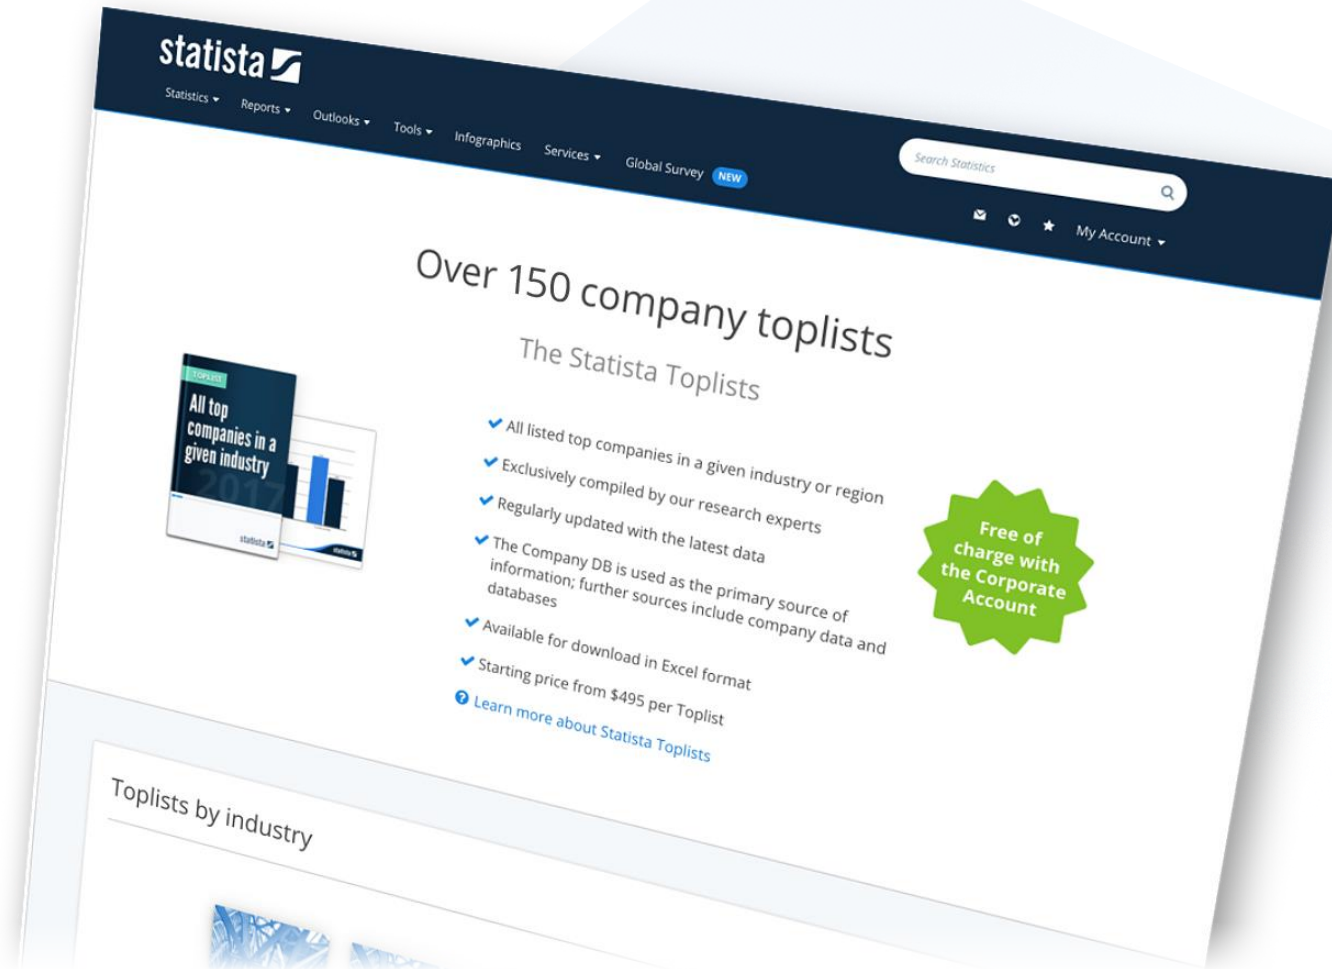 statista
Statistics
Reports
Outlooks
Tools
Infographics
Services
Global Survey NEW
Search Statistics
My Account
Over 150 company toplists
The Statista Toplists
TOPLIST
All top
companies in a
given industry
2017
statista
statista
All listed top companies in a given industry or region
Exclusively compiled by our research experts
Regularly updated with the latest data
The Company DB is used as the primary source of
information; further sources include company data and
databases
Available for download in Excel format
Starting price from $495 per Toplist
Learn more about Statista Toplists
Free of
charge with
the Corporate
Account
Toplists by industry